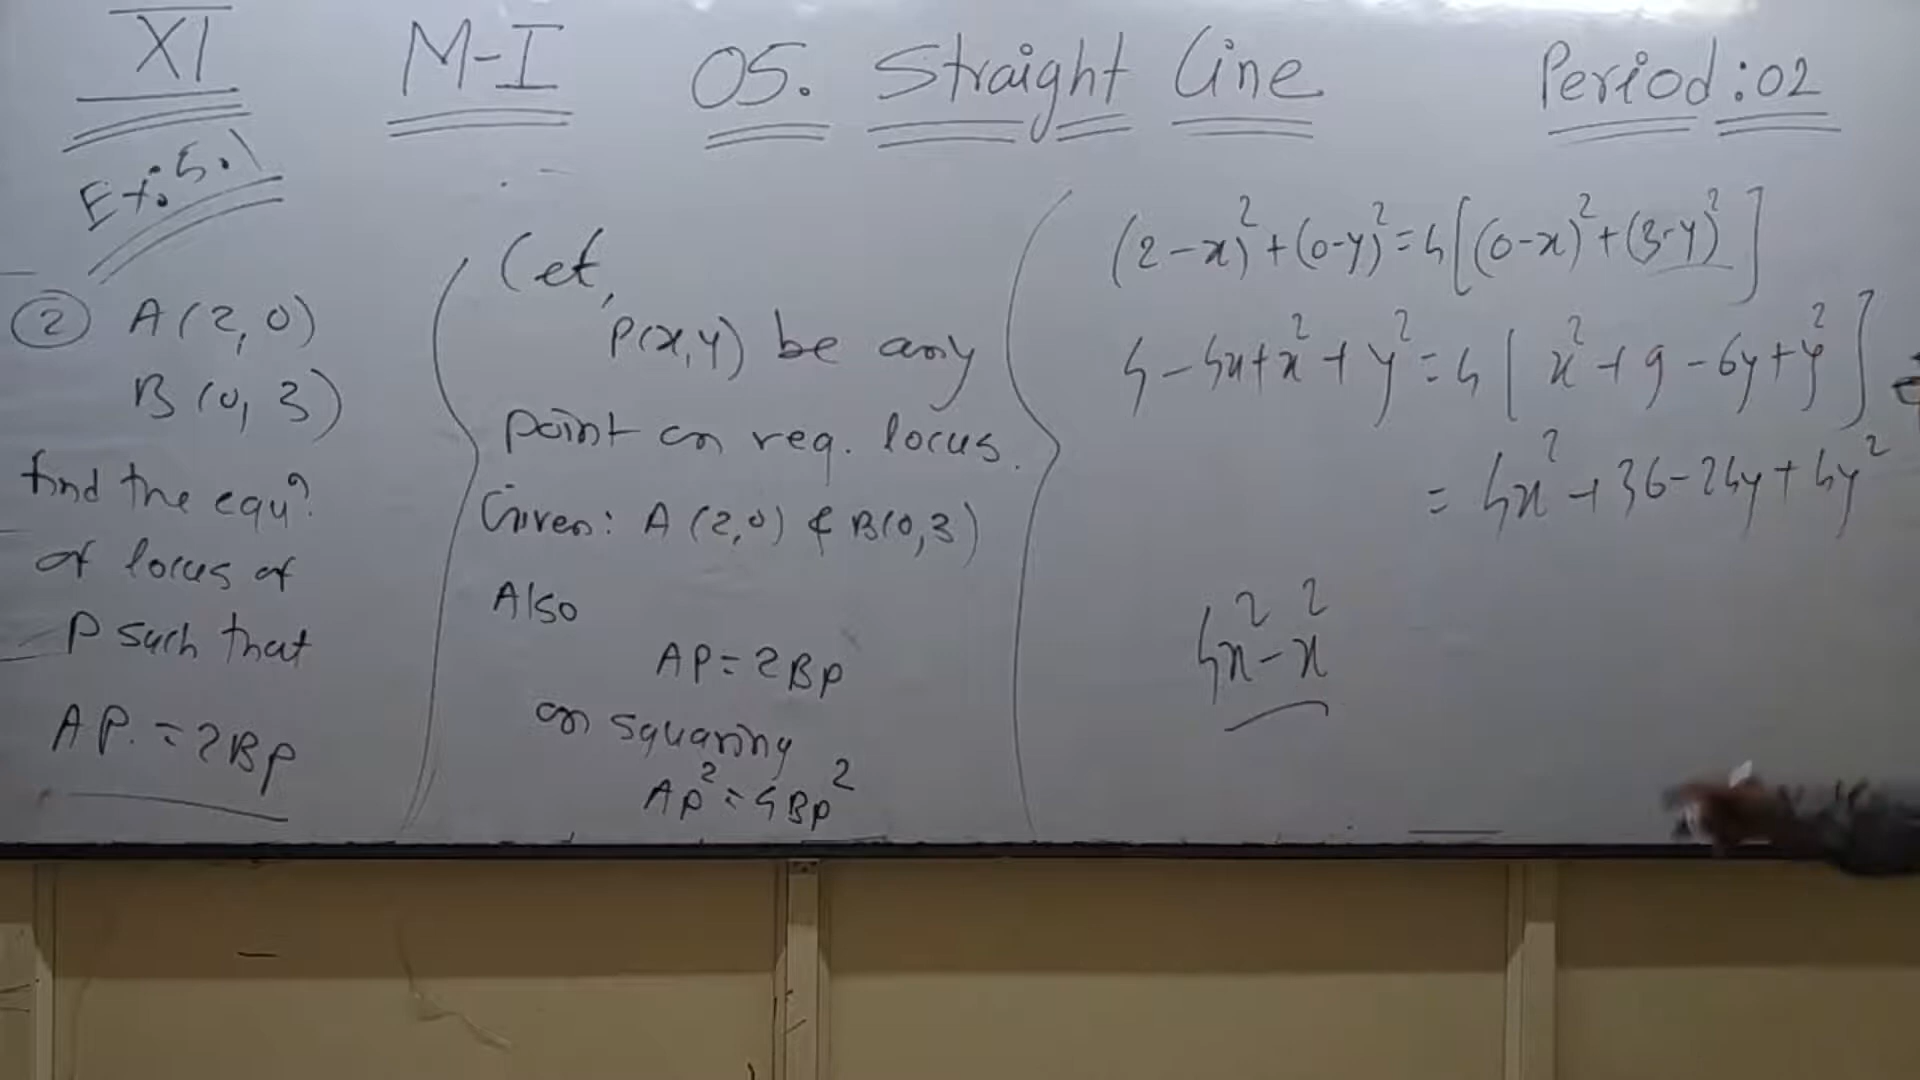 XI M-I 05. Straight Line Period:02
Ex:5.1
② A(2,0)
B(0,3)
find the equⁿ
of locus of
P such that
AP=2BP
Let,
P(x,y) be any
point on req. locus.
Given: A(2,0) & B(0,3)
Also
AP=2BP
on squaring
AP²=4BP²
(2-x)²+(0-y)²=4[(0-x)²+(3-y)²]
4-4x+x²+y²=4[x²+9-6y+y²]
=4x²+36-24y+4y²
4x²-x²